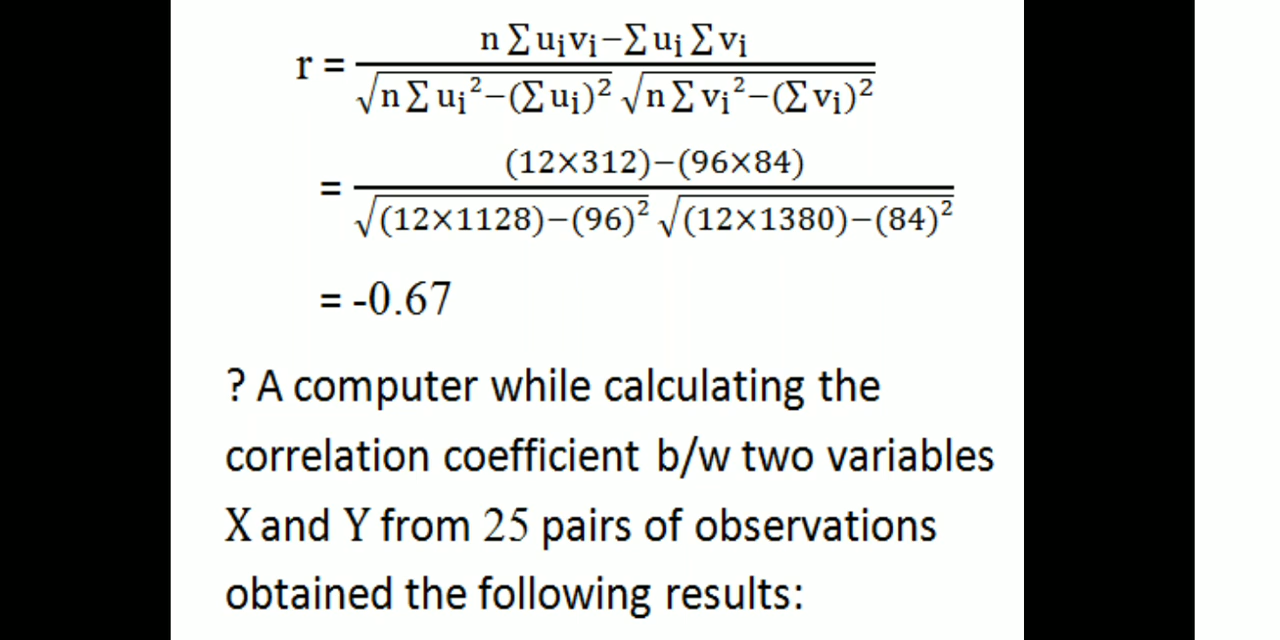 r = n ∑ uᵢvᵢ−∑ uᵢ ∑ vᵢ / √n ∑ uᵢ²−(∑ uᵢ)² √n ∑ vᵢ²−(∑ vᵢ)²
= (12×312)−(96×84) / √(12×1128)−(96)² √(12×1380)−(84)²
= -0.67
? A computer while calculating the
correlation coefficient b/w two variables
X and Y from 25 pairs of observations
obtained the following results: